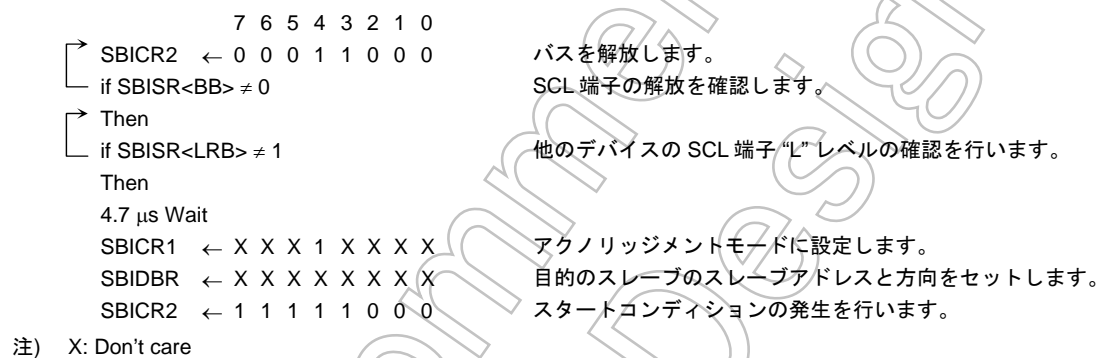 7 6 5 4 3 2 1 0
SBICR2 ← 0 0 0 1 1 0 0 0 バスを解放します。
if SBISR<BB> ≠ 0 SCL 端子の解放を確認します。
Then
if SBISR<LRB> ≠ 1 他のデバイスの SCL 端子 “L” レベルの確認を行います。
Then
4.7 μs Wait
SBICR1 ← X X X 1 X X X X アクノリッジメントモードに設定します。
SBIDBR ← X X X X X X X X 目的のスレーブのスレーブアドレスと方向をセットします。
SBICR2 ← 1 1 1 1 1 0 0 0 スタートコンディションの発生を行います。
注) X: Don't care